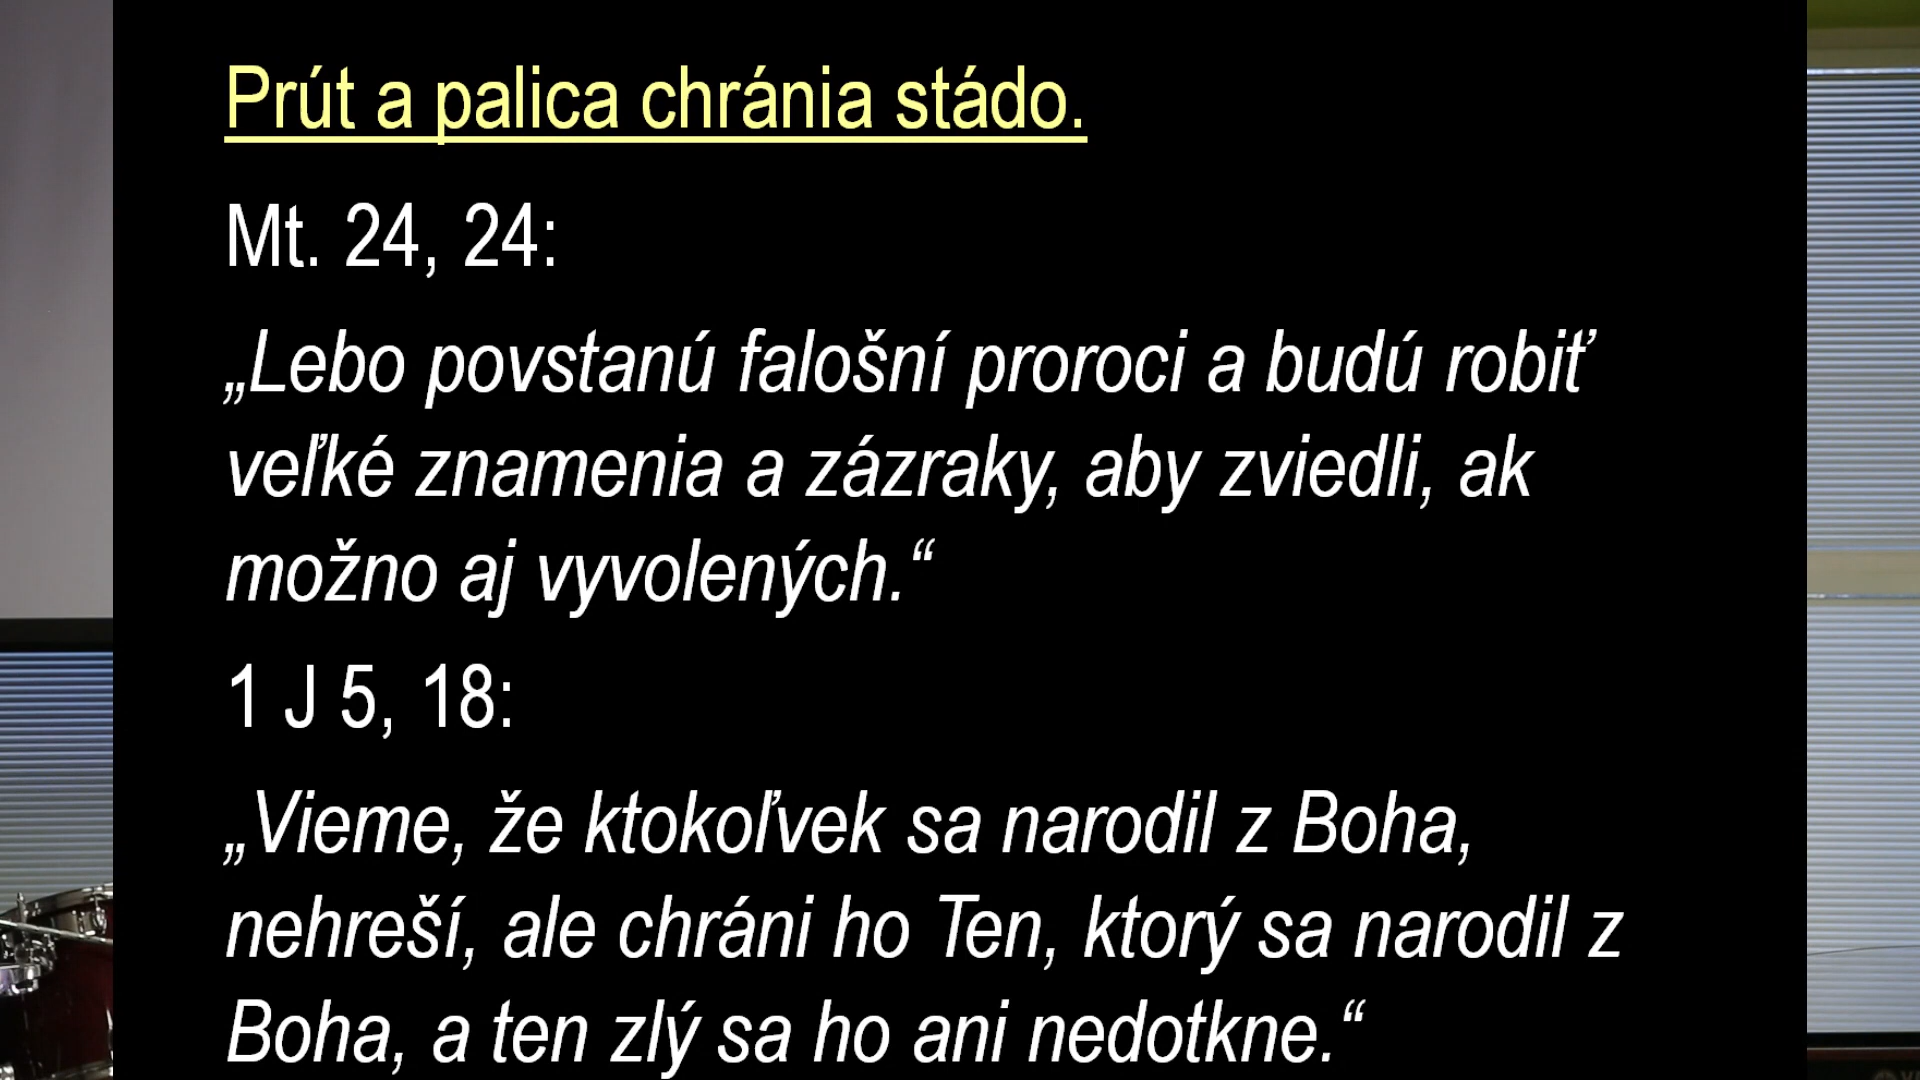 Prút a palica chránia stádo.
Mt. 24, 24:
„Lebo povstanú falošní proroci a budú robiť
veľké znamenia a zázraky, aby zviedli, ak
možno aj vyvolených.“
1 J 5, 18:
„Vieme, že ktokoľvek sa narodil z Boha,
nehreší, ale chráni ho Ten, ktorý sa narodil z
Boha, a ten zlý sa ho ani nedotkne.“